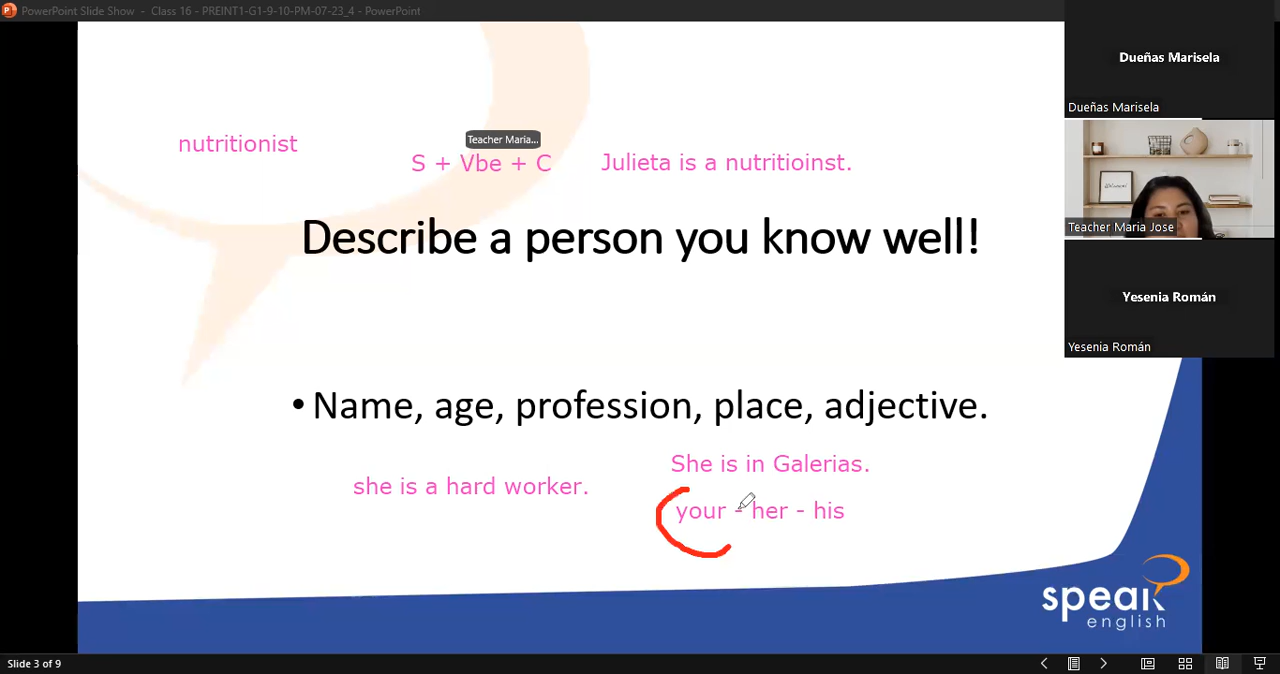 PowerPoint Slide Show - Class 16 - PREINT1-G1-9-10-PM-07-23_4 - PowerPoint
Dueñas Marisela
Dueñas Marisela
nutritionist
Teacher Maria...
S + Vbe + C
Julieta is a nutritioinst.
Teacher Maria Jose
Describe a person you know well!
Yesenia Román
Yesenia Román
• Name, age, profession, place, adjective.
She is in Galerias.
she is a hard worker.
your - her - his
speak
english
Slide 3 of 9